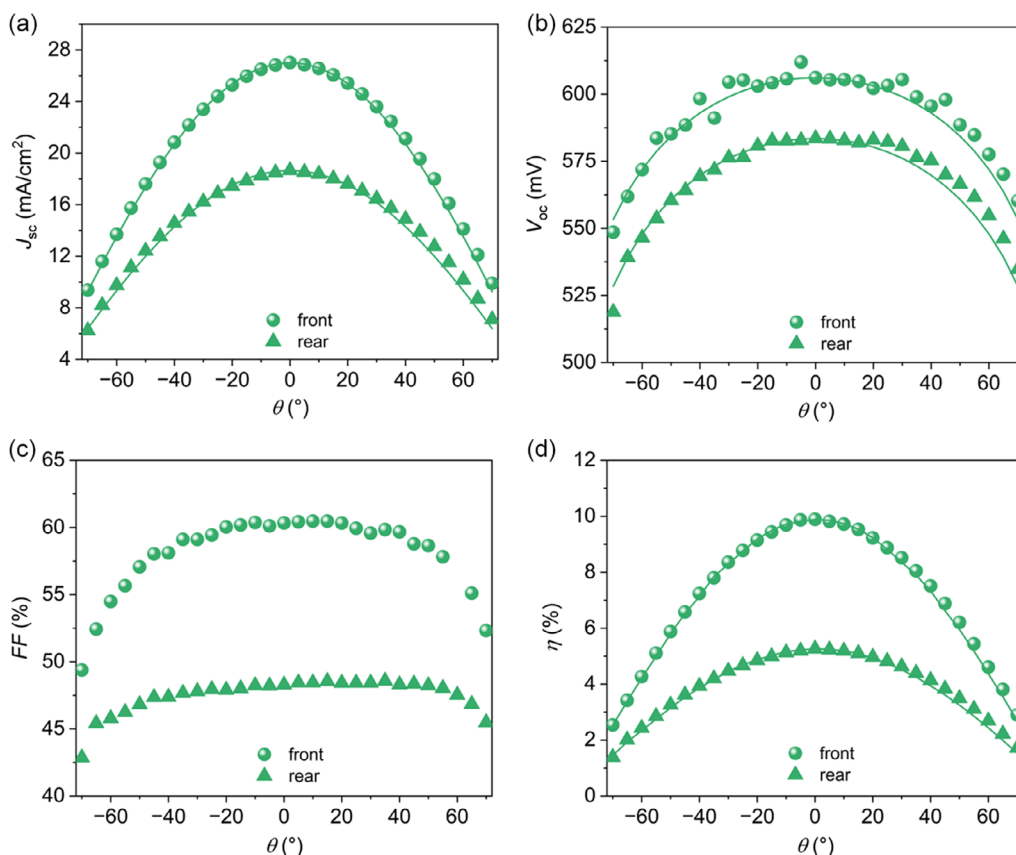 (a)
28
24
20
16
12
8
4
Jsc (mA/cm²)
front
rear
−60 −40 −20 0 20 40 60
θ (°)
(b)
625
600
575
550
525
500
Voc (mV)
front
rear
−60 −40 −20 0 20 40 60
θ (°)
(c)
65
60
55
50
45
40
FF (%)
front
rear
−60 −40 −20 0 20 40 60
θ (°)
(d)
12
10
8
6
4
2
0
η (%)
front
rear
−60 −40 −20 0 20 40 60
θ (°)